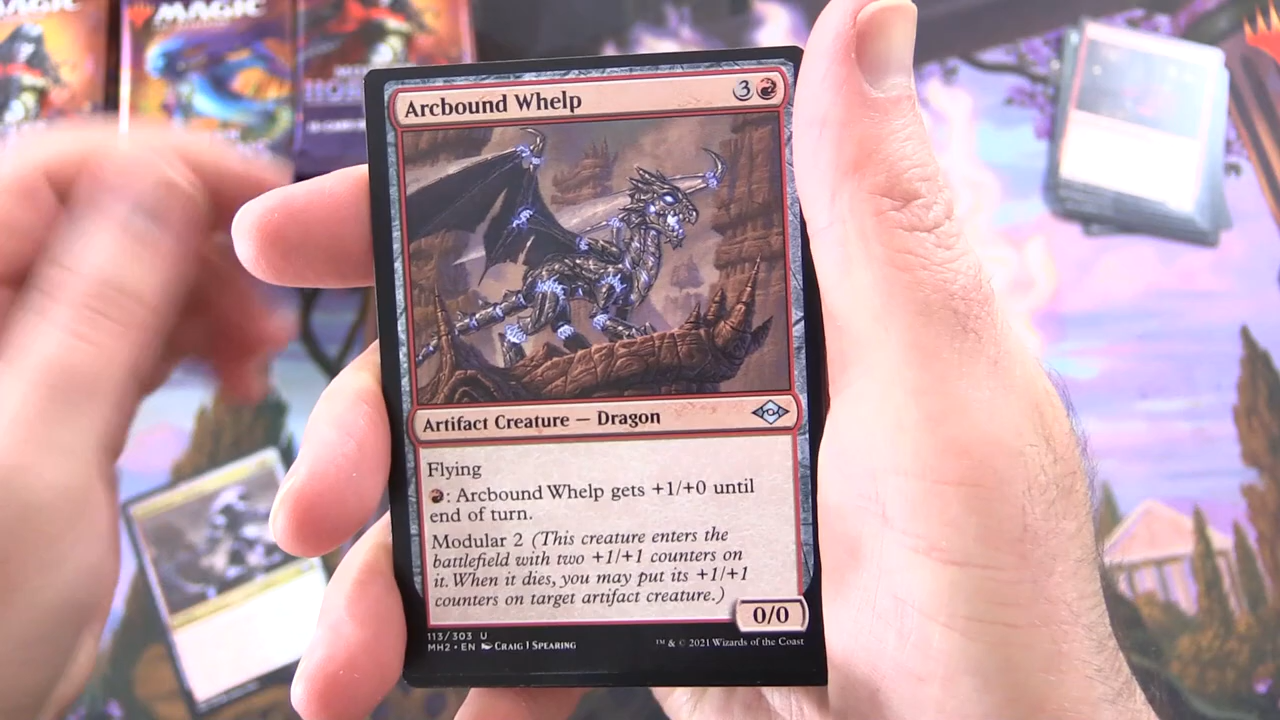 MAGIC
Arcbound Whelp
3
Artifact Creature — Dragon
Flying
: Arcbound Whelp gets +1/+0 until
end of turn.
Modular 2 (This creature enters the
battlefield with two +1/+1 counters on
it. When it dies, you may put its +1/+1
counters on target artifact creature.)
0/0
113/303 U
MH2 • EN CRAIG J SPEARING
™ & © 2021 Wizards of the Coast